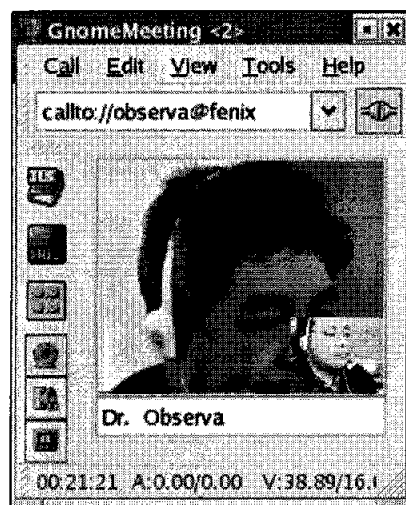 GnomeMeeting <2>
Call Edit View Tools Help
callto://observa@fenix
Dr. Observa
00:21:21 A:0.00/0.00 V:38.89/16.